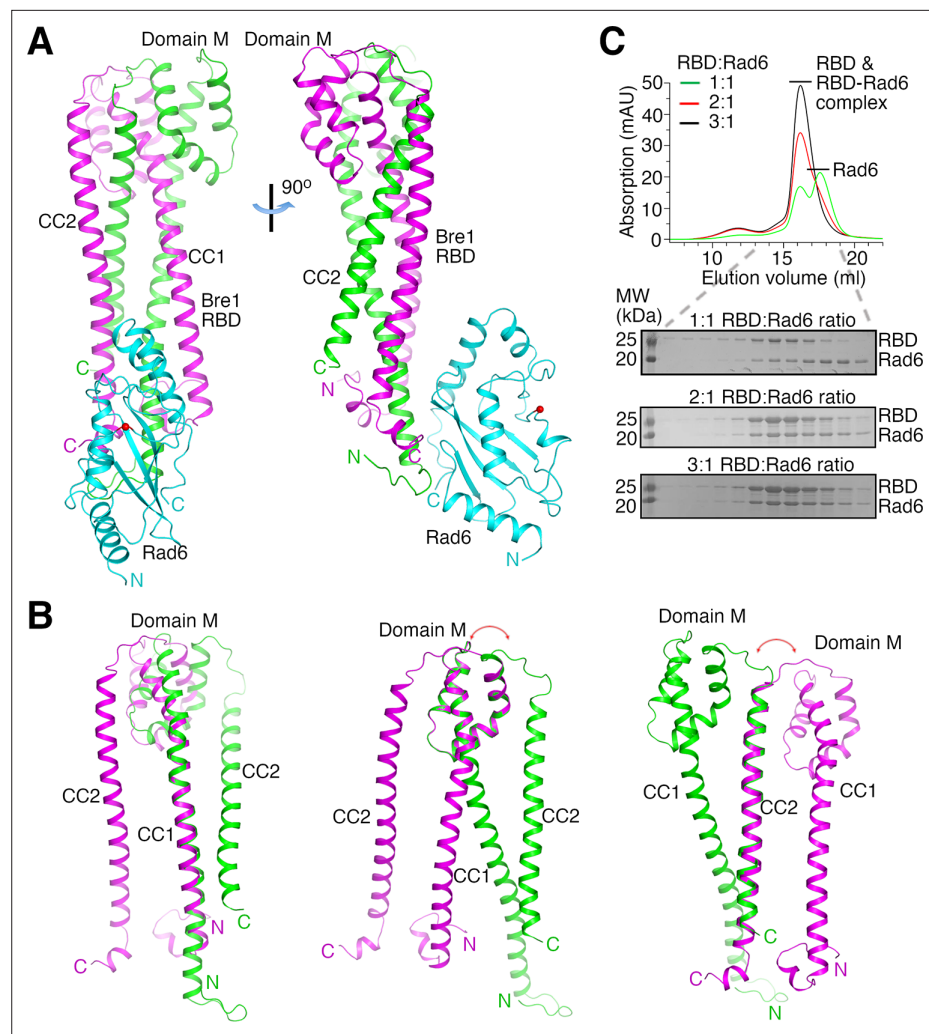 A
Domain M
Domain M
CC2
CC1
Bre1
RBD
C
C
C
Rad6
N
90º
Bre1
RBD
CC2
C
N
C
C
Rad6
N
C
RBD:Rad6
1:1
2:1
3:1
RBD &
RBD-Rad6
complex
Rad6
Absorption (mAU)
50
40
30
20
10
0
10 15 16 20 22
Elution volume (ml)
MW
(kDa)
1:1 RBD:Rad6 ratio
25 RBD
20 Rad6
2:1 RBD:Rad6 ratio
25 RBD
20 Rad6
3:1 RBD:Rad6 ratio
25 RBD
20 Rad6
B
Domain M
CC2
CC2
CC1
N
C
C
N
Domain M
CC2
CC2
CC1
C
N
C
N
Domain M
Domain M
CC1
CC2
CC1
C
C
N
N